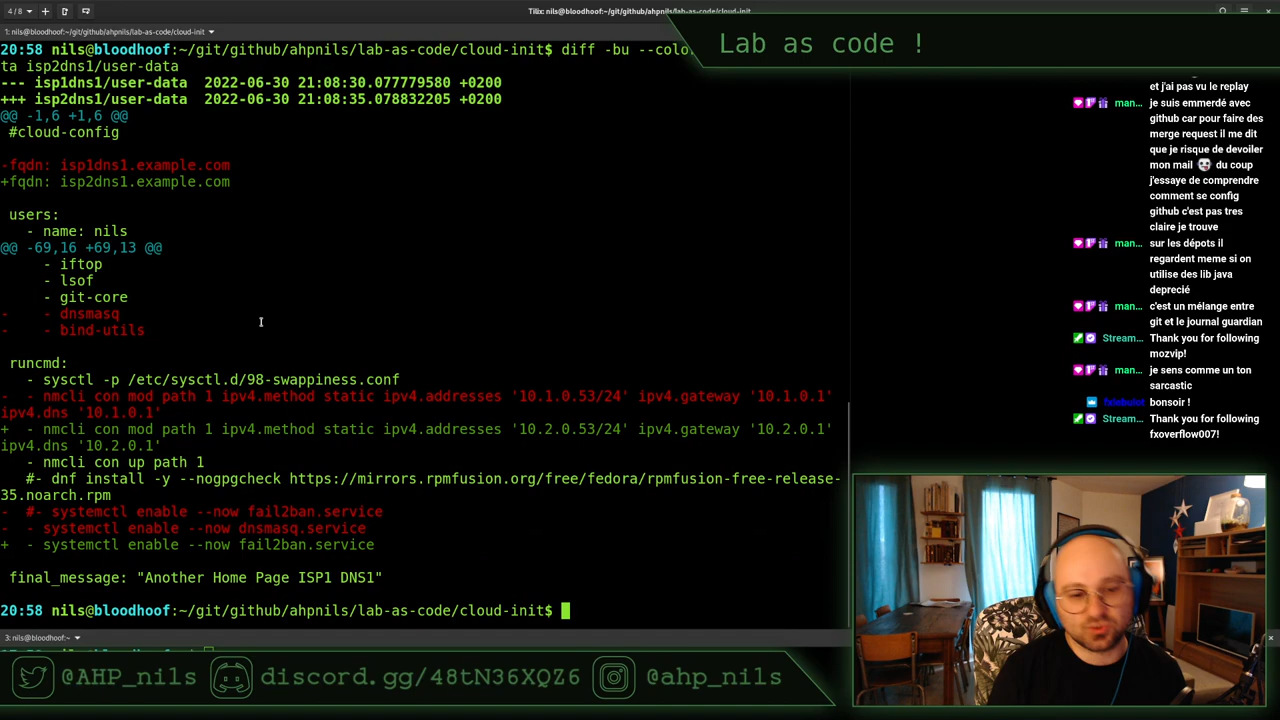 4 / 8
Tilix: nils@bloodhoof:~/git/github/ahpnils/lab-as-code/cloud-init
1: nils@bloodhoof:~/git/github/ahpnils/lab-as-code/cloud-init
Lab as code !
20:58 nils@bloodhoof:~/git/github/ahpnils/lab-as-code/cloud-init$ diff -bu --colo
ta isp2dns1/user-data
--- isp1dns1/user-data  2022-06-30 21:08:30.077779580 +0200
+++ isp2dns1/user-data  2022-06-30 21:08:35.078832205 +0200
@@ -1,6 +1,6 @@
 #cloud-config
-fqdn: isp1dns1.example.com
+fqdn: isp2dns1.example.com
 users:
   - name: nils
@@ -69,16 +69,13 @@
     - iftop
     - lsof
     - git-core
-    - dnsmasq
-    - bind-utils
 runcmd:
   - sysctl -p /etc/sysctl.d/98-swappiness.conf
-  - nmcli con mod path 1 ipv4.method static ipv4.addresses '10.1.0.53/24' ipv4.gateway '10.1.0.1'
ipv4.dns '10.1.0.1'
+  - nmcli con mod path 1 ipv4.method static ipv4.addresses '10.2.0.53/24' ipv4.gateway '10.2.0.1'
ipv4.dns '10.2.0.1'
   - nmcli con up path 1
   #- dnf install -y --nogpgcheck https://mirrors.rpmfusion.org/free/fedora/rpmfusion-free-release-
35.noarch.rpm
-  #- systemctl enable --now fail2ban.service
-  - systemctl enable --now dnsmasq.service
+  - systemctl enable --now fail2ban.service
 final_message: "Another Home Page ISP1 DNS1"
20:58 nils@bloodhoof:~/git/github/ahpnils/lab-as-code/cloud-init$
3: nils@bloodhoof:~
et j'ai pas vu le replay
man... je suis emmerdé avec
github car pour faire des
merge request il me dit
que je risque de devoiler
mon mail du coup
j'essaye de comprendre
comment se config
github c'est pas tres
claire je trouve
man... sur les dépots il
regardent meme si on
utilise des lib java
deprecié
man... c'est un mélange entre
git et le journal guardian
Stream... Thank you for following
mozvip!
man... je sens comme un ton
sarcastic
bonsoir !
Stream... Thank you for following
fxoverflow007!
@AHP_nils
discord.gg/48tN36XQZ6
@ahp_nils